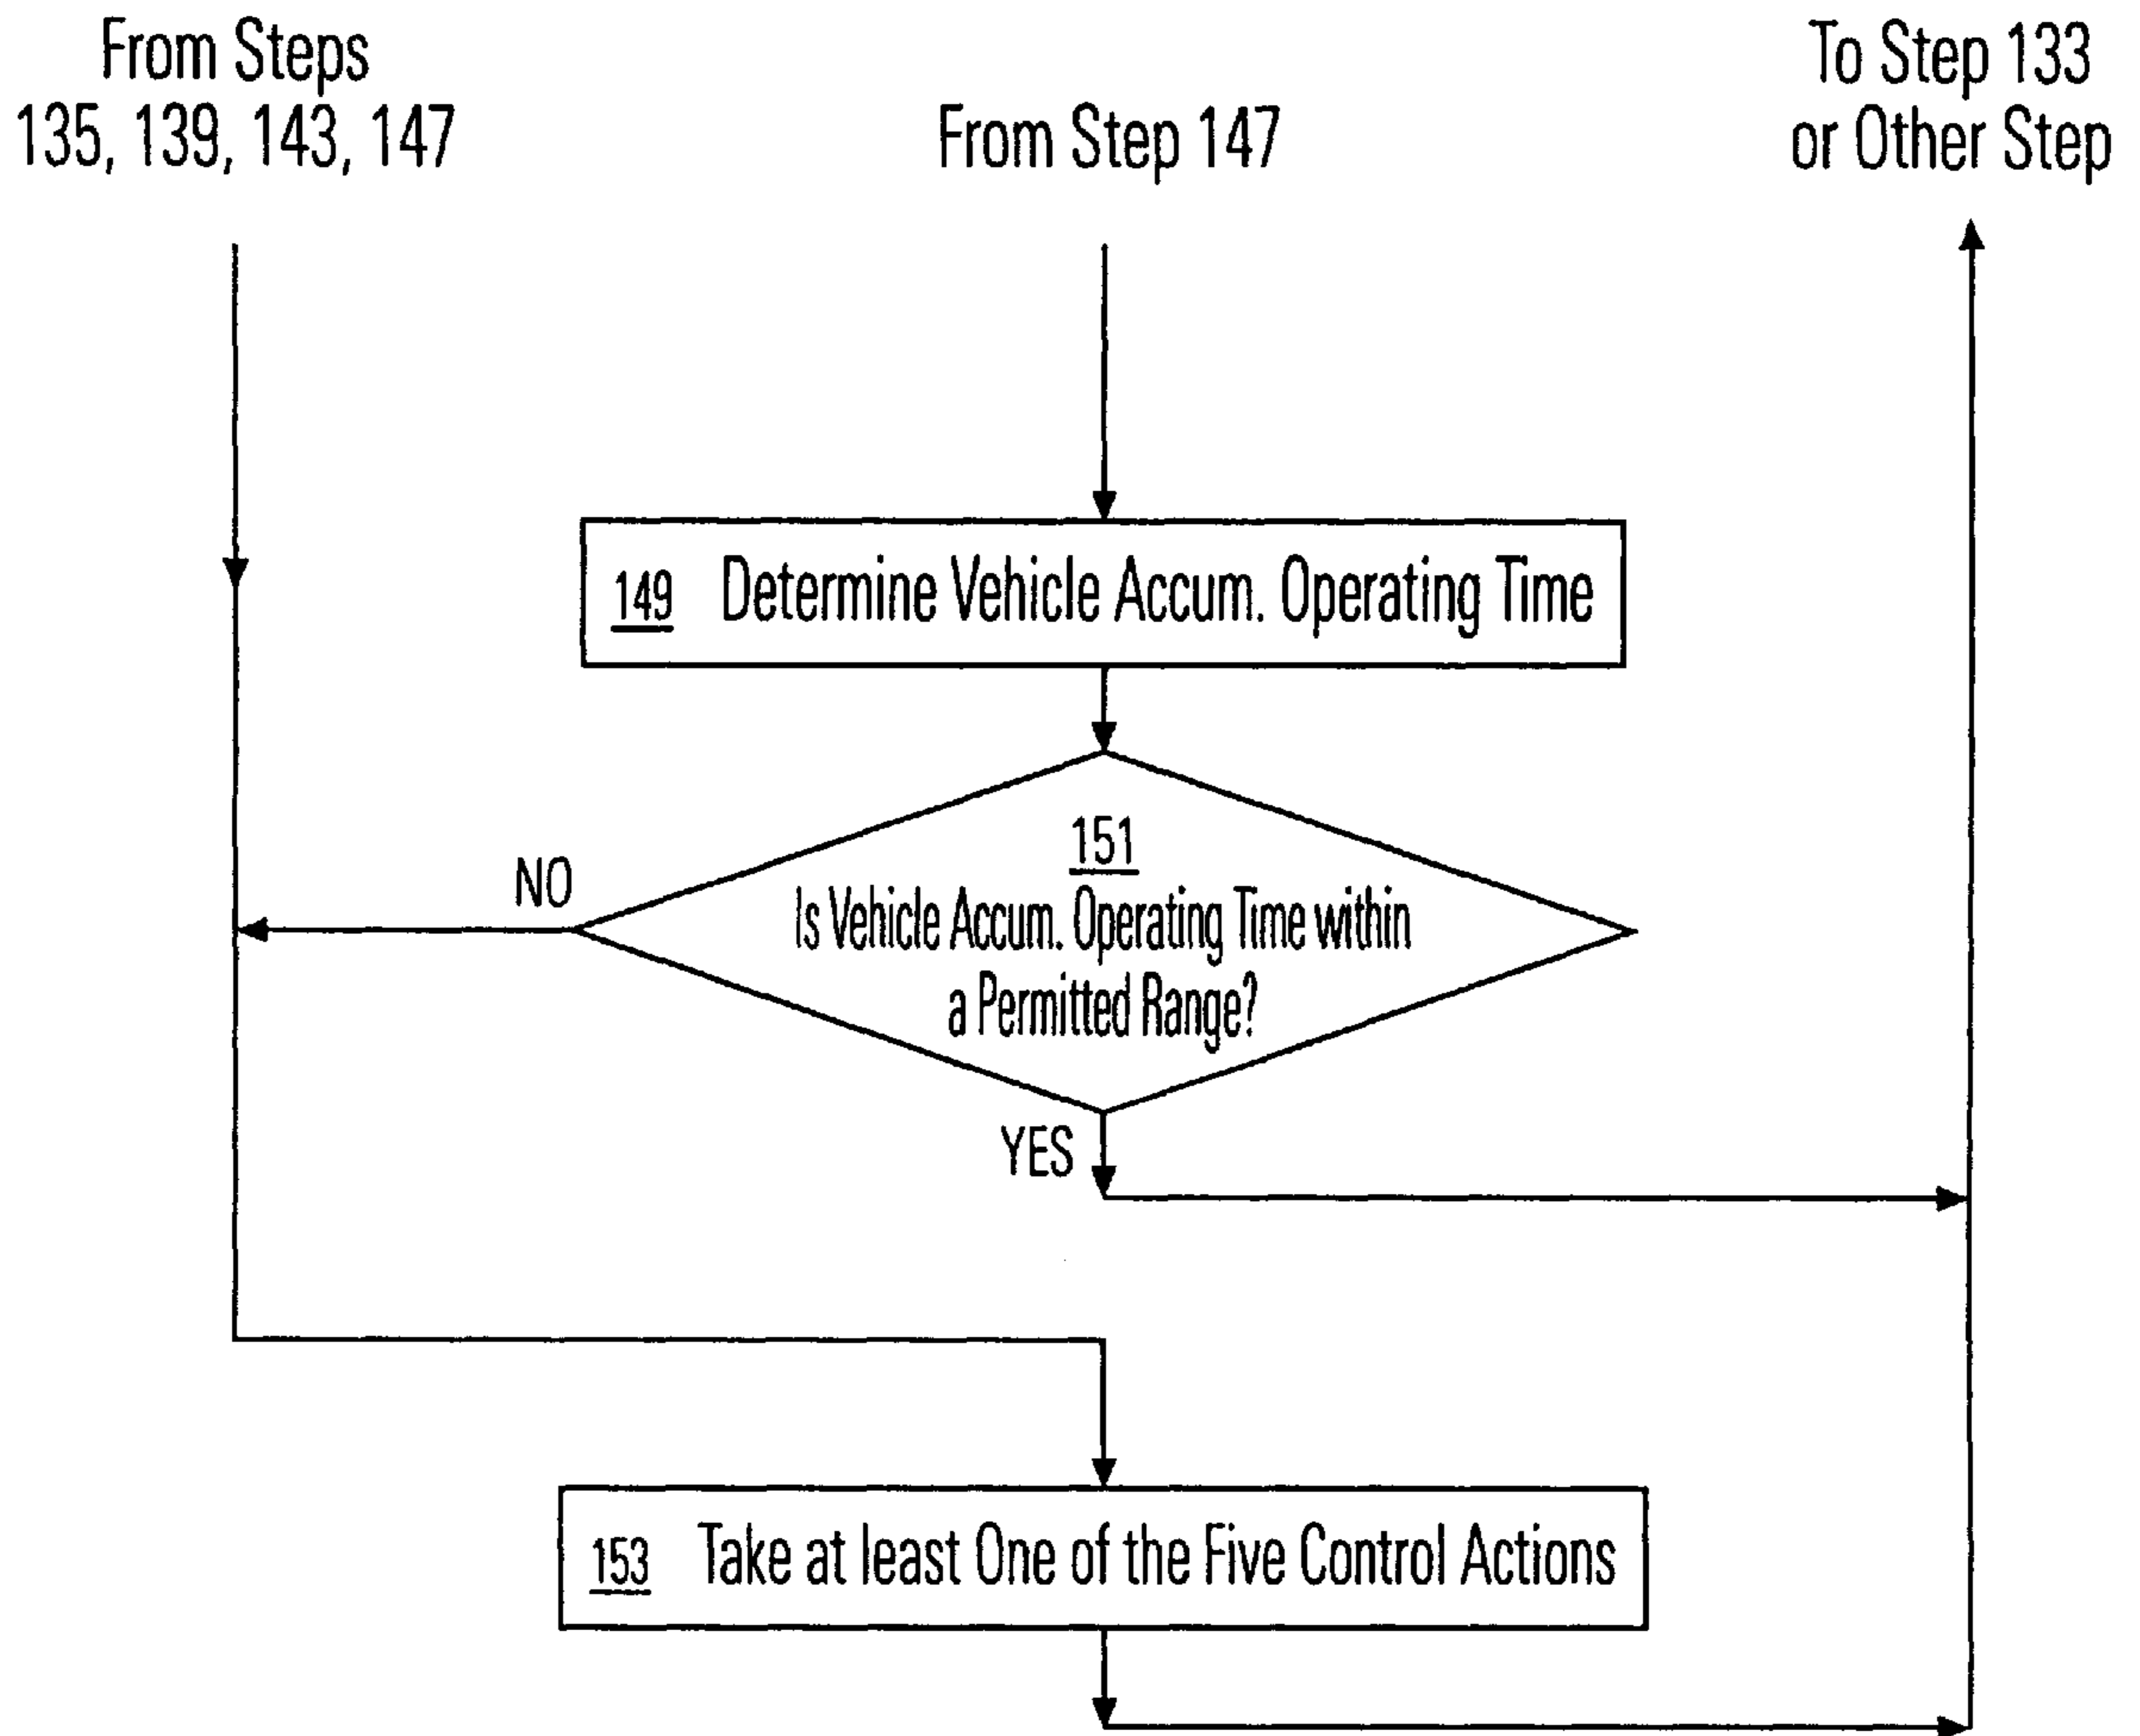 From Steps
135, 139, 143, 147
From Step 147
To Step 133
or Other Step
149 Determine Vehicle Accum. Operating Time
151
Is Vehicle Accum. Operating Time within
a Permitted Range?
NO
YES
153 Take at least One of the Five Control Actions